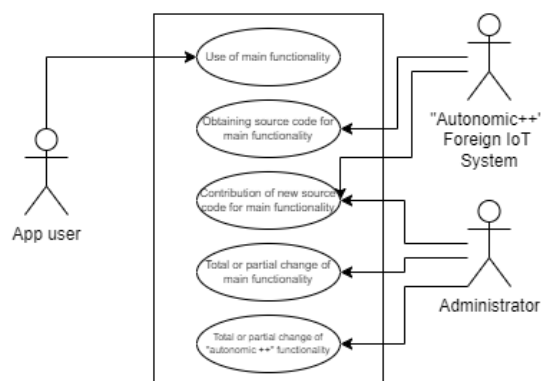 Use of main functionality
Obtaining source code for
main functionality
"Autonomic++"
Foreign IoT
System
Contribution of new source
code for main functionality
App user
Total or partial change of
main functionality
Administrator
Total or partial change of
"autonomic ++" functionality